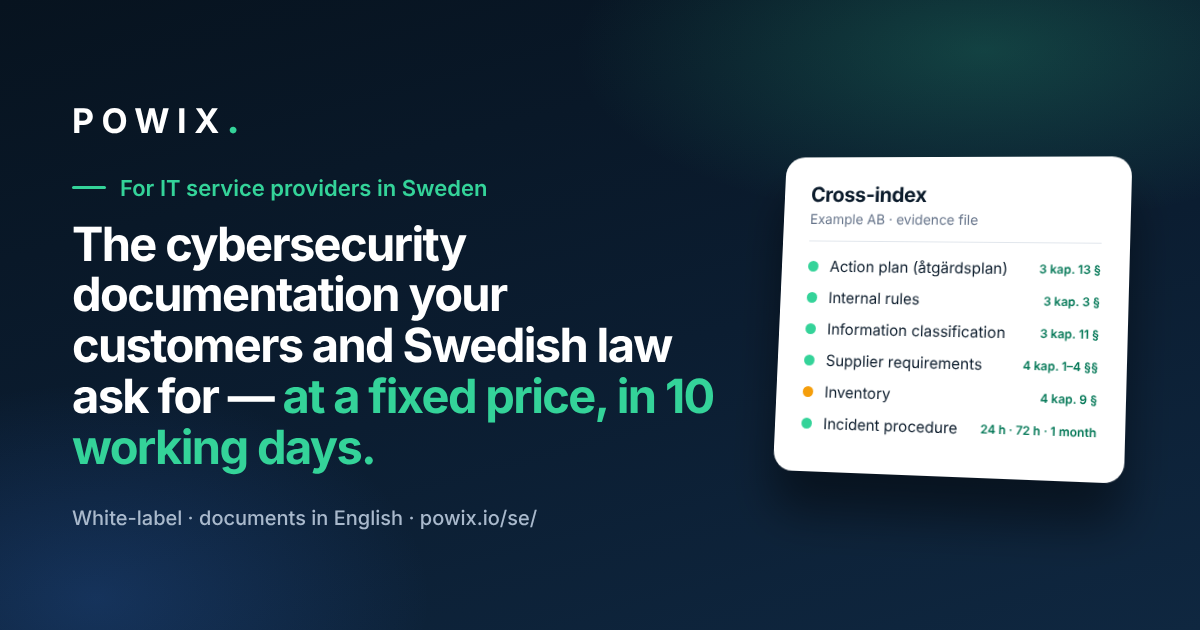 POWIX.
For IT service providers in Sweden
The cybersecurity
documentation your
customers and Swedish law
ask for — at a fixed price, in 10
working days.
White-label · documents in English · powix.io/se/
Cross-index
Example AB · evidence file
Action plan (åtgärdsplan) 3 kap. 13 §
Internal rules 3 kap. 3 §
Information classification 3 kap. 11 §
Supplier requirements 4 kap. 1–4 §§
Inventory 4 kap. 9 §
Incident procedure 24 h · 72 h · 1 month